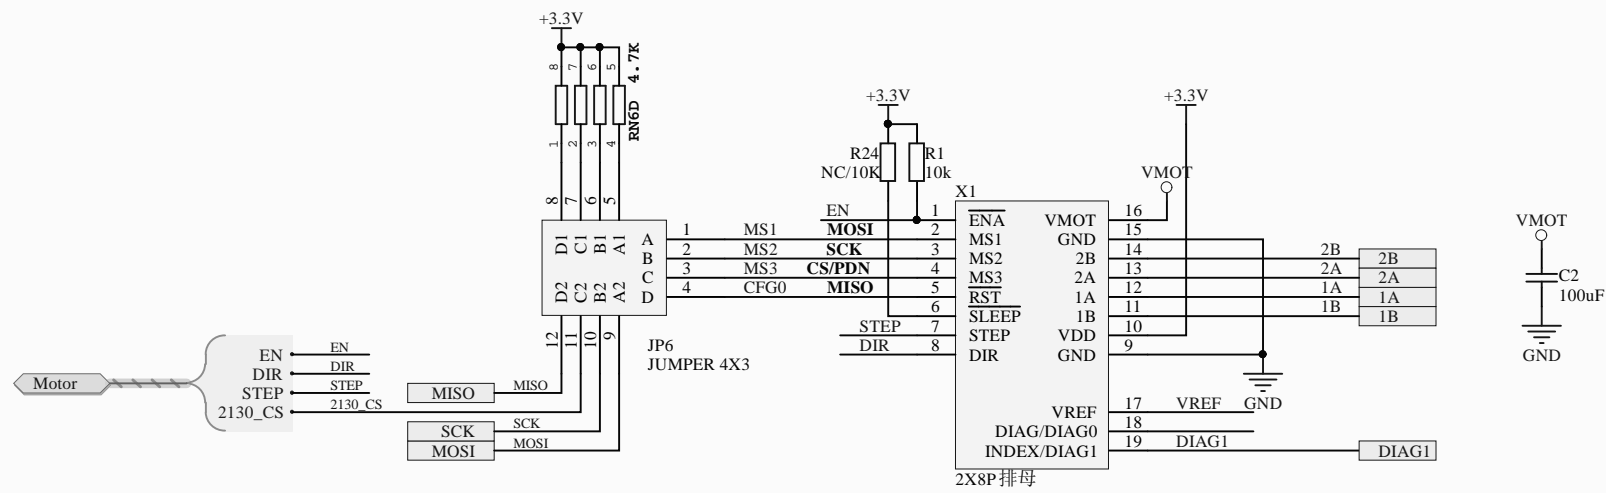 +3.3V
8 7 6 5
4.7K
RN6D
1 2 3 4
8 7 6 5
D1 C1 B1 A1
D2 C2 B2 A2
A 1 MS1 MOSI
B 2 MS2 SCK
C 3 MS3 CS/PDN
D 4 CFG0 MISO
12 11 10 9
JP6
JUMPER 4X3
Motor
EN EN
DIR DIR
STEP STEP
2130_CS 2130_CS
MISO MISO
SCK SCK
MOSI MOSI
+3.3V
R24
NC/10K
R1
10k
X1
EN 1 ENA
2 MS1
3 MS2
4 MS3
5 RST
6 SLEEP
STEP 7 STEP
DIR 8 DIR
+3.3V
VMOT
VMOT 16
GND 15
2B 14 2B 2B
2A 13 2A 2A
1A 12 1A 1A
1B 11 1B 1B
VDD 10
GND 9
GND
VREF 17 VREF
DIAG/DIAG0 18
INDEX/DIAG1 19 DIAG1 DIAG1
2X8P排母
VMOT
C2
100uF
GND